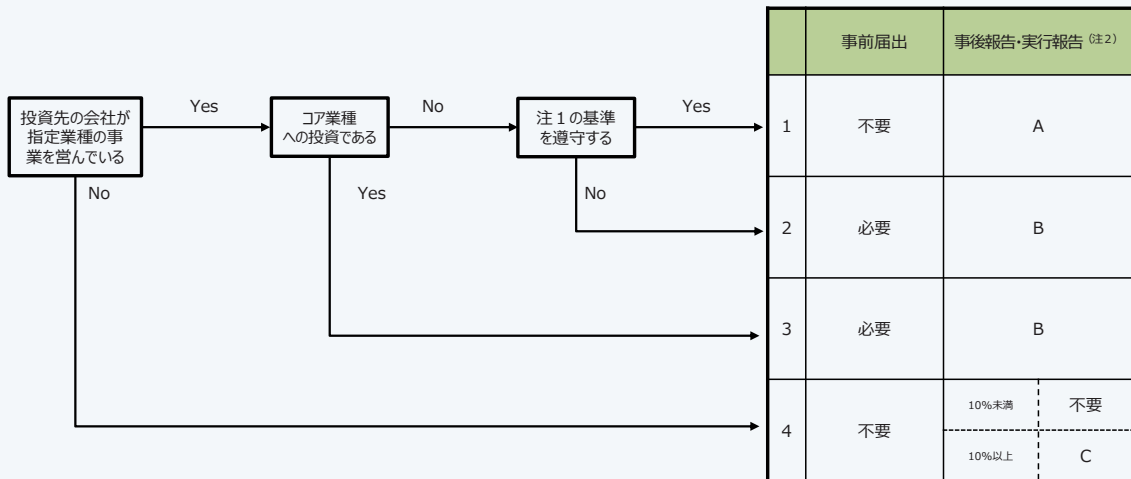 事前届出
事後報告・実行報告（注2）
投資先の会社が
指定業種の事
業を営んでいる
Yes
コア業種
への投資である
No
注１の基準
を遵守する
Yes
1
不要
A
No
Yes
No
2
必要
B
3
必要
B
4
不要
10%未満
不要
10%以上
C